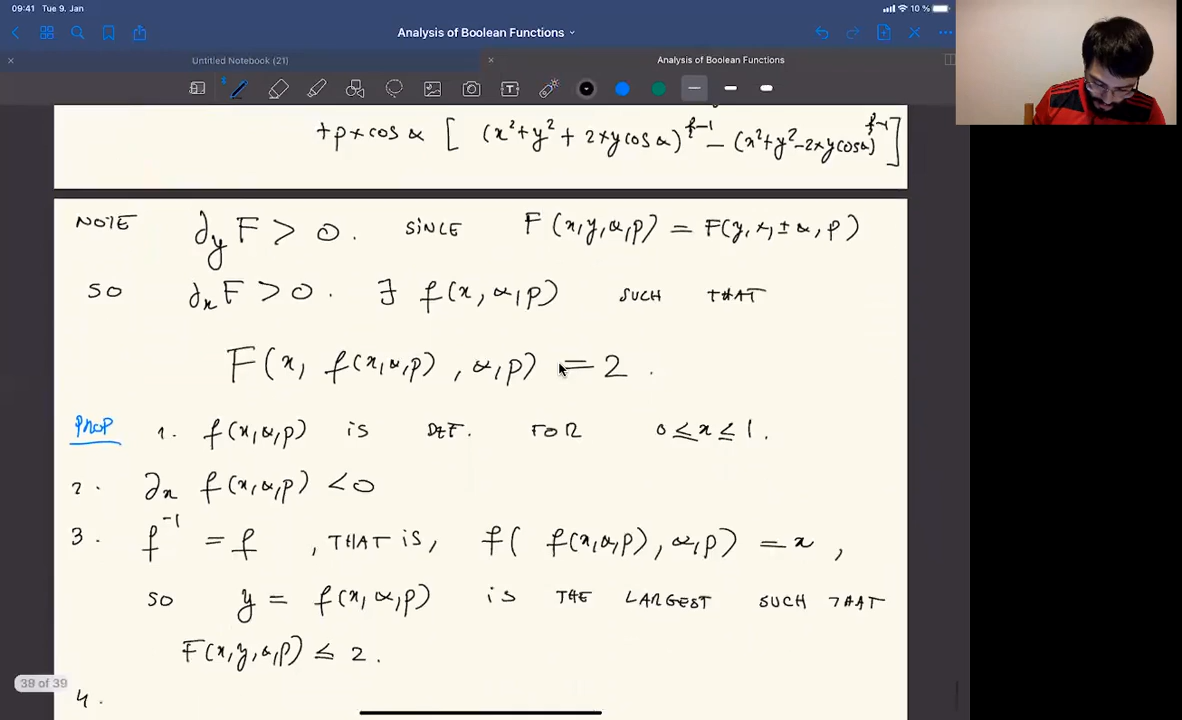 09:41 Tue 9. Jan
10 %
Analysis of Boolean Functions
Untitled Notebook (21)
Analysis of Boolean Functions
+p x cos α [ (x²+y² + 2xy cos α)^{p/2-1} - (x²+y²-2xy cos α)^{p/2-1} ]
NOTE ∂_y F > 0. SINCE F(x,y,α,p) = F(y,x,±α,p)
SO ∂_x F > 0. ∃ f(x,α,p) SUCH THAT
F(x, f(x,α,p), α,p) = 2.
PROP 1. f(x,α,p) is DEF. FOR 0 ≤ x ≤ 1.
2. ∂_x f(x,α,p) < 0
3. f^{-1} = f, THAT IS, f( f(x,α,p), α,p) = x,
SO y = f(x,α,p) is THE LARGEST SUCH THAT
F(x,y,α,p) ≤ 2.
38 of 39
4.